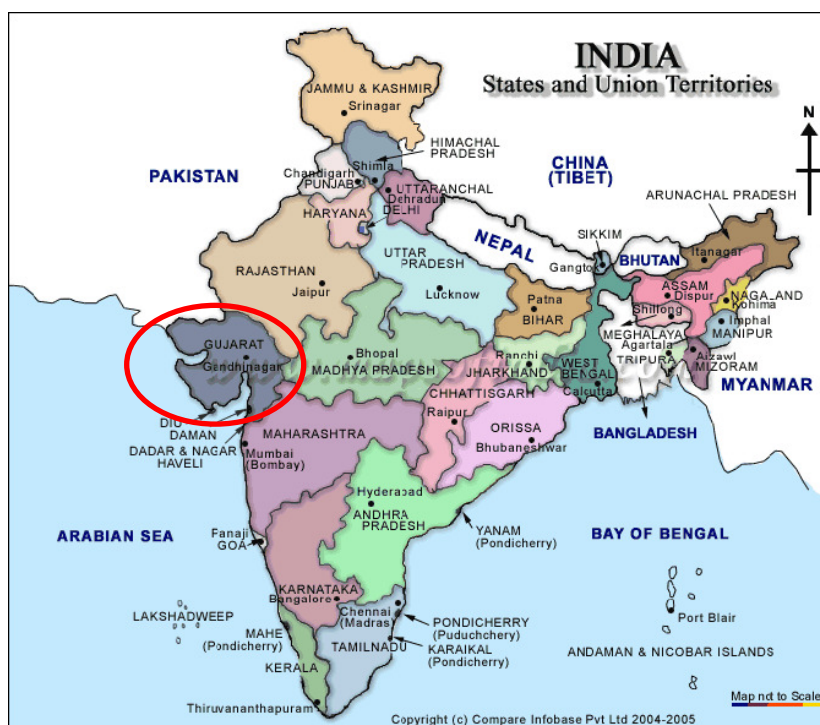 INDIA
States and Union Territories
N
JAMMU & KASHMIR
Srinagar
HIMACHAL
PRADESH
PAKISTAN
CHINA
(TIBET)
Chandigarh
Shimla
PUNJAB
UTTARANCHAL
Dehradun
ARUNACHAL PRADESH
HARYANA
DELHI
NEPAL
SIKKIM
Itanagar
Gangtok
BHUTAN
UTTAR
PRADESH
RAJASTHAN
ASSAM
Dispur
Jaipur
Lucknow
Patna
BIHAR
NAGALAND
Kohima
Shillong
Imphal
MANIPUR
MEGHALAYA
Agartala
TRIPURA
Aizawl
MIZORAM
GUJARAT
Gandhinagar
Bhopal
MADHYA PRADESH
Ranchi
JHARKHAND
WEST
BENGAL
Calcutta
MYANMAR
CHHATTISGARH
Raipur
DIU
DAMAN
DADAR & NAGAR
HAVELI
MAHARASHTRA
Mumbai
(Bombay)
ORISSA
Bhubaneshwar
BANGLADESH
Hyderabad
ANDHRA
PRADESH
ARABIAN SEA
Fanaji
GOA
YANAM
(Pondicherry)
BAY OF BENGAL
KARNATAKA
Bangalore
Chennai
(Madras)
LAKSHADWEEP
MAHE
(Pondicherry)
PONDICHERRY
(Puduchchery)
KARAIKAL
(Pondicherry)
Port Blair
TAMILNADU
KERALA
ANDAMAN & NICOBAR ISLANDS
Thiruvananthapuram
Map not to Scale
Copyright (c) Compare Infobase Pvt Ltd 2004-2005